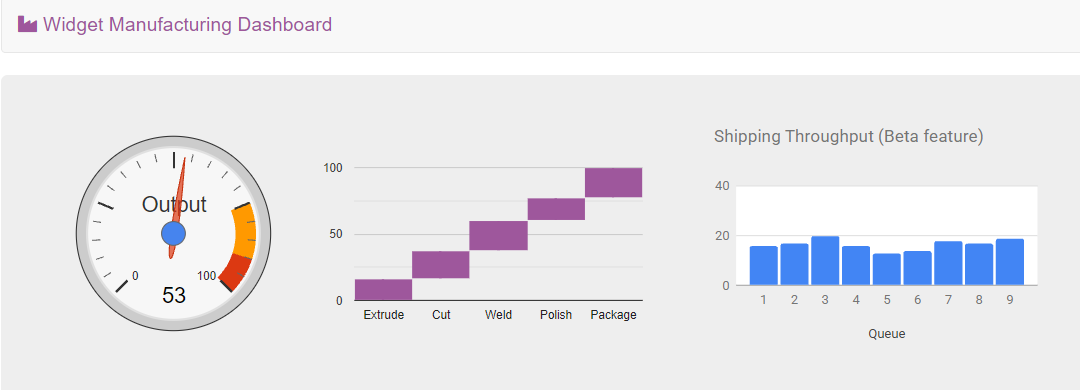 Widget Manufacturing Dashboard
Output
0
100
53
100
50
0
Extrude Cut Weld Polish Package
Shipping Throughput (Beta feature)
40
20
0
1 2 3 4 5 6 7 8 9
Queue